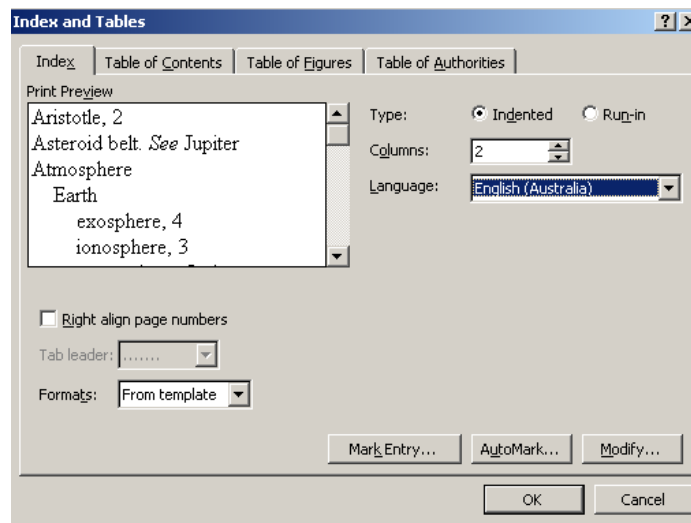 Index and Tables
Index Table of Contents Table of Figures Table of Authorities
Print Preview
Aristotle, 2
Asteroid belt. See Jupiter
Atmosphere
Earth
exosphere, 4
ionosphere, 3
Type: Indented Run-in
Columns: 2
Language: English (Australia)
Right align page numbers
Tab leader: .......
Formats: From template
Mark Entry... AutoMark... Modify...
OK Cancel